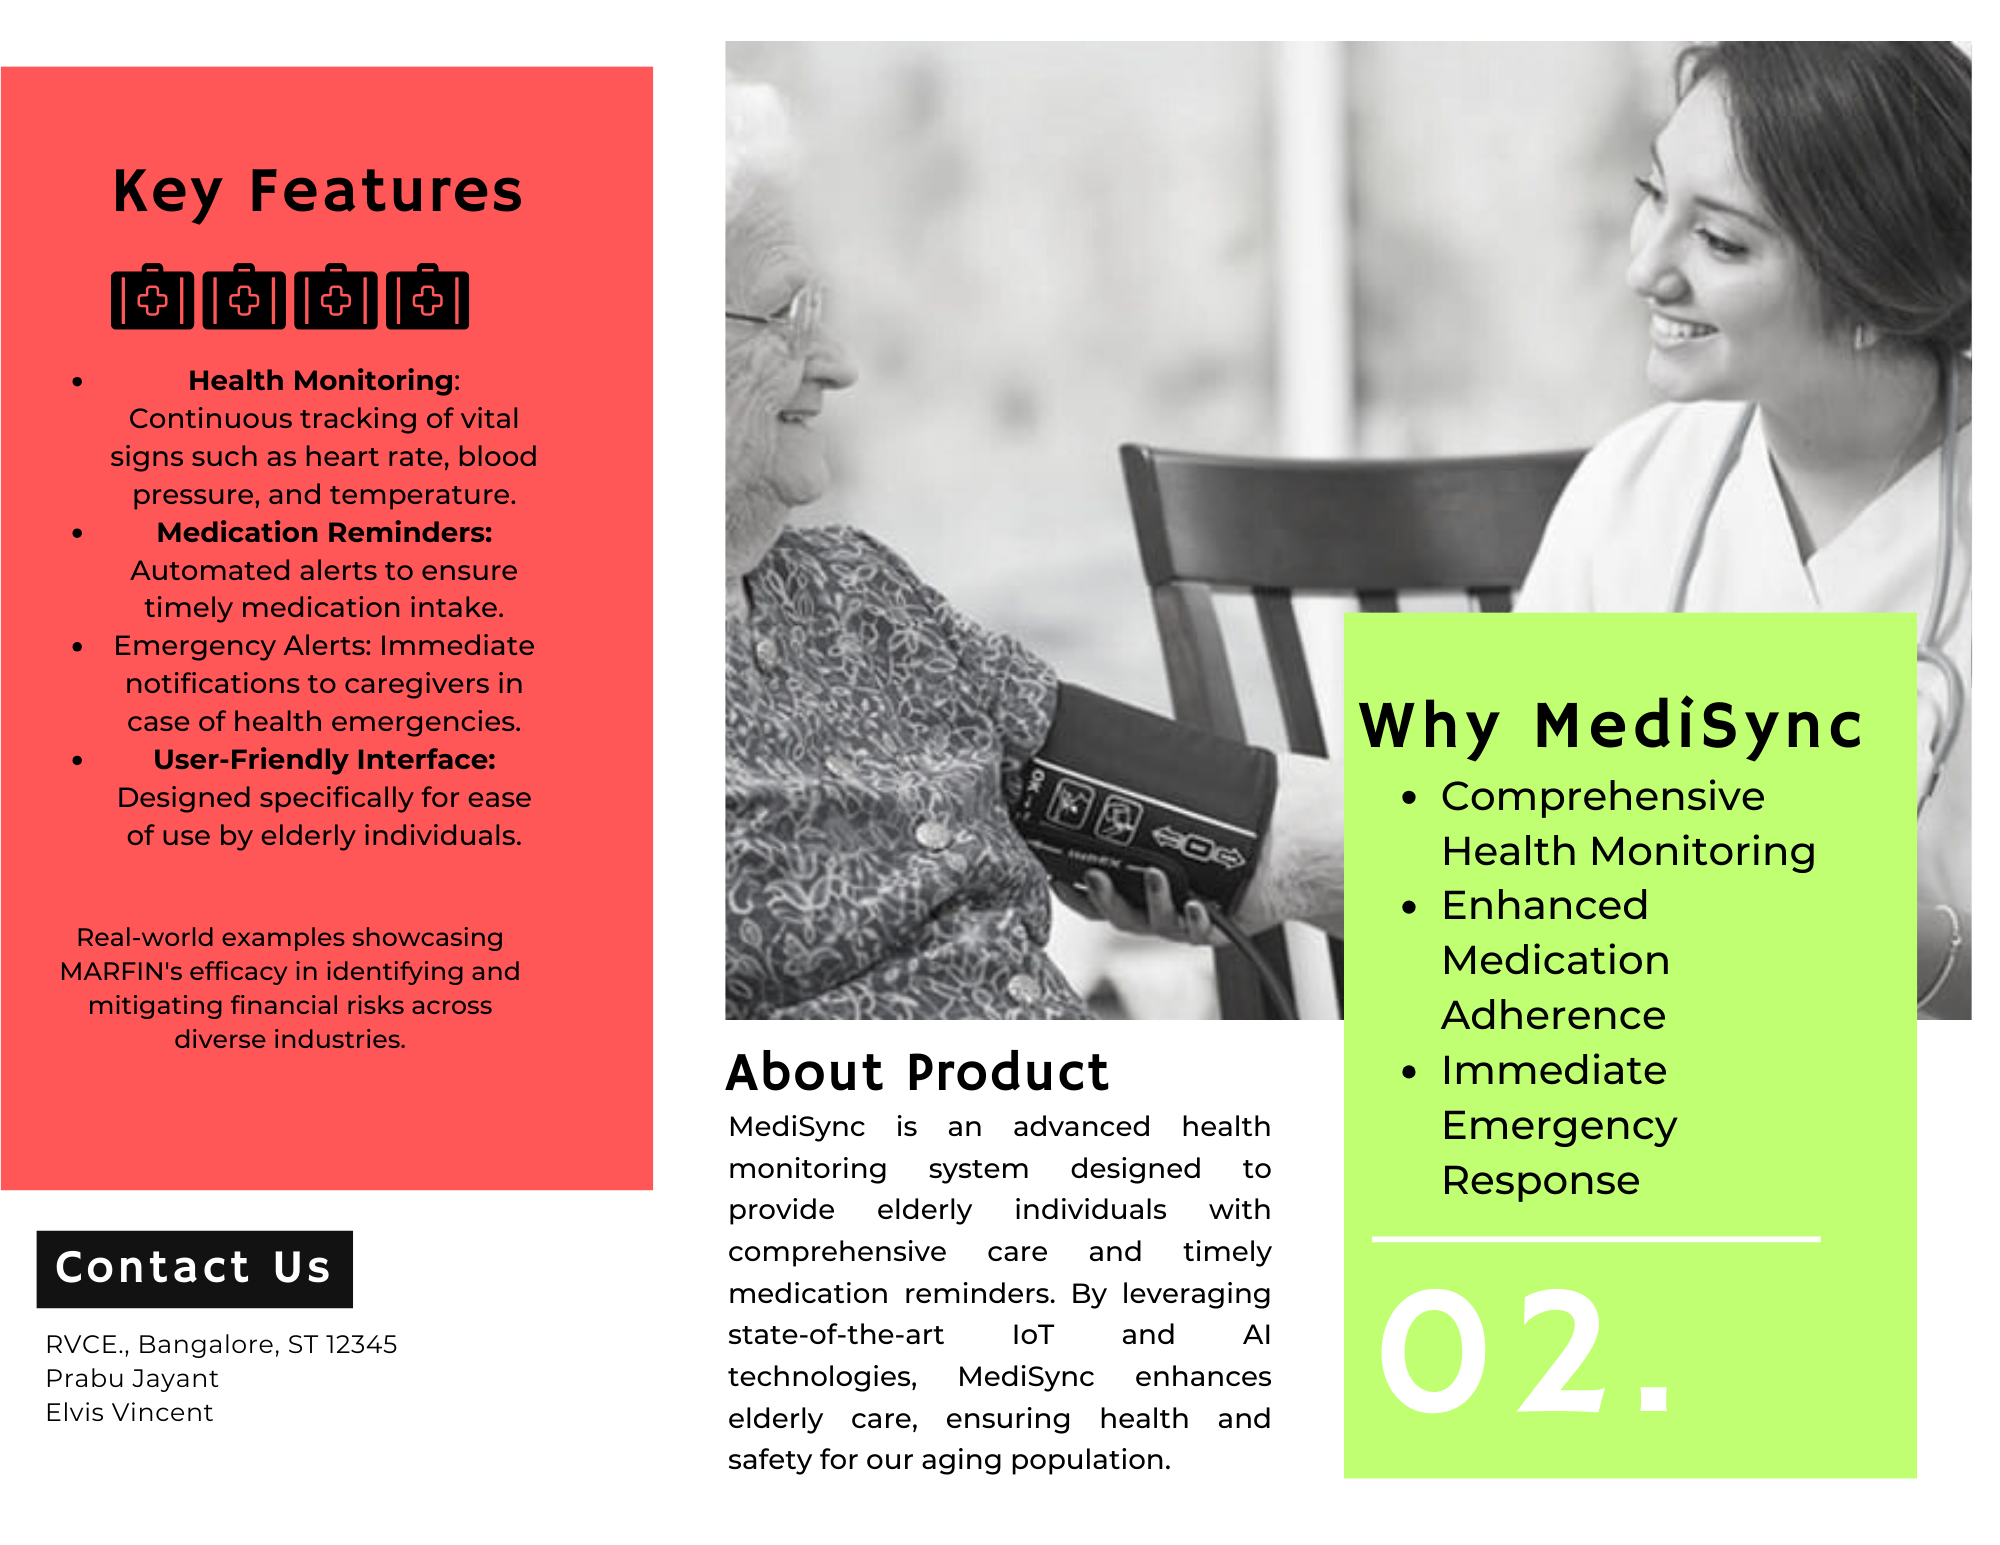 Key Features
Health Monitoring:
Continuous tracking of vital
signs such as heart rate, blood
pressure, and temperature.
Medication Reminders:
Automated alerts to ensure
timely medication intake.
Emergency Alerts: Immediate
notifications to caregivers in
case of health emergencies.
User-Friendly Interface:
Designed specifically for ease
of use by elderly individuals.
Real-world examples showcasing
MARFIN's efficacy in identifying and
mitigating financial risks across
diverse industries.
Contact Us
RVCE., Bangalore, ST 12345
Prabu Jayant
Elvis Vincent
INDEX
About Product
MediSync is an advanced health
monitoring system designed to
provide elderly individuals with
comprehensive care and timely
medication reminders. By leveraging
state-of-the-art IoT and AI
technologies, MediSync enhances
elderly care, ensuring health and
safety for our aging population.
Why MediSync
Comprehensive
Health Monitoring
Enhanced
Medication
Adherence
Immediate
Emergency
Response
02.